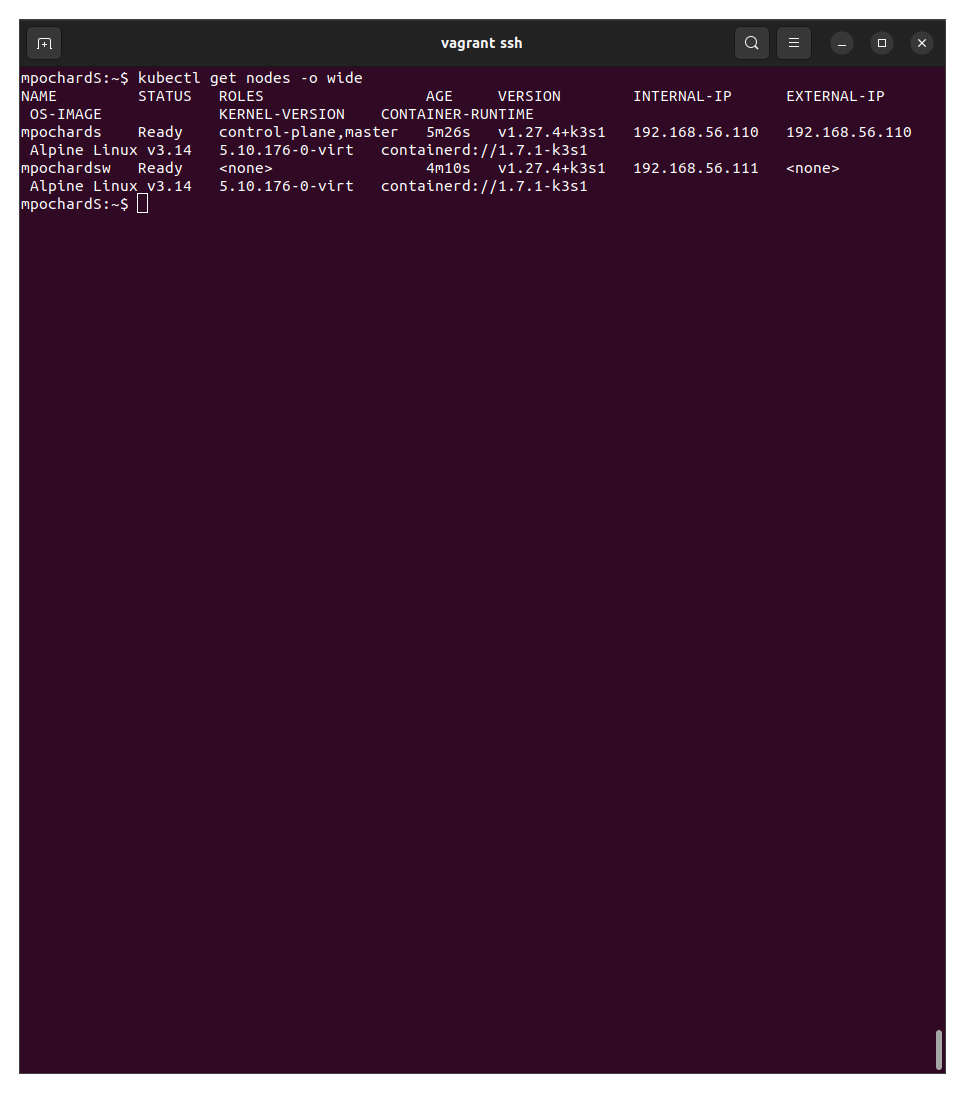 vagrant ssh
mpochardS:~$ kubectl get nodes -o wide
NAME         STATUS   ROLES                  AGE     VERSION        INTERNAL-IP      EXTERNAL-IP
 OS-IMAGE             KERNEL-VERSION    CONTAINER-RUNTIME
mpochards    Ready    control-plane,master   5m26s   v1.27.4+k3s1   192.168.56.110   192.168.56.110
 Alpine Linux v3.14   5.10.176-0-virt   containerd://1.7.1-k3s1
mpochardsw   Ready    <none>                 4m10s   v1.27.4+k3s1   192.168.56.111   <none>
 Alpine Linux v3.14   5.10.176-0-virt   containerd://1.7.1-k3s1
mpochardS:~$